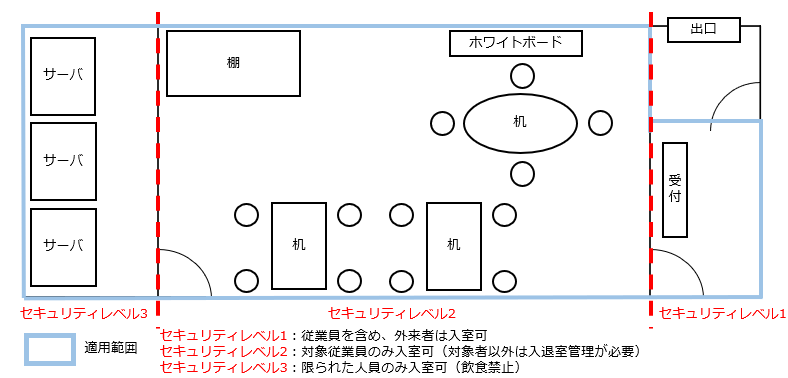 出口
ホワイトボード
棚
サーバ
机
サーバ
受付
サーバ
机
机
セキュリティレベル3
セキュリティレベル2
セキュリティレベル1
適用範囲
セキュリティレベル1：従業員を含め、外来者は入室可
セキュリティレベル2：対象従業員のみ入室可（対象者以外は入退室管理が必要）
セキュリティレベル3：限られた人員のみ入室可（飲食禁止）